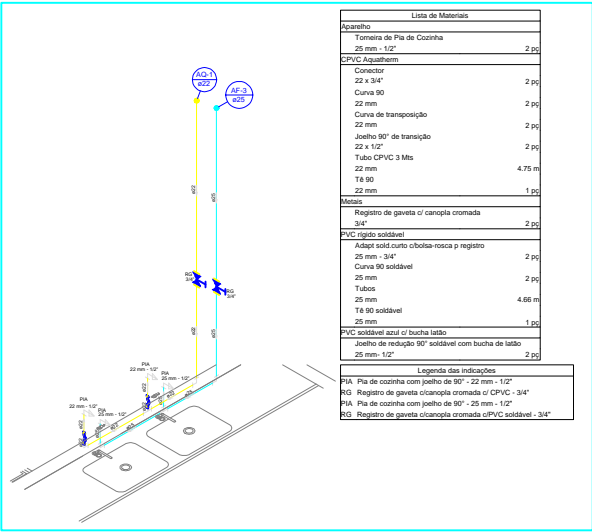 AQ-1
ø22
AF-3
ø25
ø22
ø25
RG
3/4"
RG
3/4"
ø22
ø25
PIA
22 mm - 1/2"
PIA
25 mm - 1/2"
PIA
22 mm - 1/2"
PIA
25 mm - 1/2"
ø22
ø22
ø25
ø25
Lista de Materiais
Aparelho
Torneira de Pia de Cozinha
25 mm - 1/2" 2 pç
CPVC Aquatherm
Conector
22 x 3/4" 2 pç
Curva 90
22 mm 2 pç
Curva de transposição
22 mm 2 pç
Joelho 90° de transição
22 x 1/2" 2 pç
Tubo CPVC 3 Mts
22 mm 4.75 m
Tê 90
22 mm 1 pç
Metais
Registro de gaveta c/ canopla cromada
3/4" 2 pç
PVC rígido soldável
Adapt sold.curto c/bolsa-rosca p registro
25 mm - 3/4" 2 pç
Curva 90 soldável
25 mm 2 pç
Tubos
25 mm 4.66 m
Tê 90 soldável
25 mm 1 pç
PVC soldável azul c/ bucha latão
Joelho de redução 90° soldável com bucha de latão
25 mm- 1/2" 2 pç
Legenda das indicações
PIA Pia de cozinha com joelho de 90° - 22 mm - 1/2"
RG Registro de gaveta c/canopla cromada c/ CPVC - 3/4"
PIA Pia de cozinha com joelho de 90° - 25 mm - 1/2"
RG Registro de gaveta c/canopla cromada c/PVC soldável - 3/4"